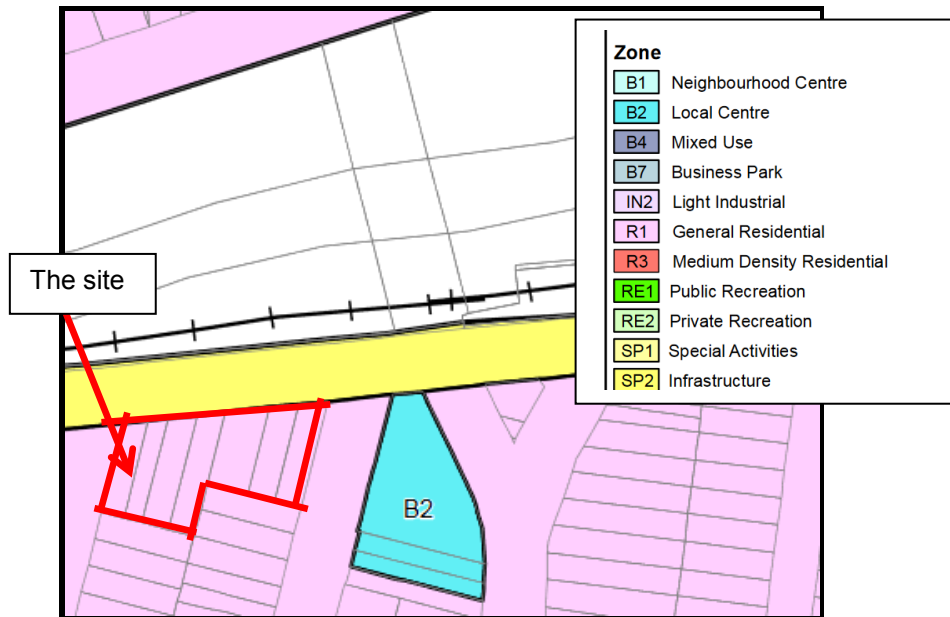 Zone
B1 Neighbourhood Centre
B2 Local Centre
B4 Mixed Use
B7 Business Park
IN2 Light Industrial
R1 General Residential
R3 Medium Density Residential
RE1 Public Recreation
RE2 Private Recreation
SP1 Special Activities
SP2 Infrastructure
The site
B2